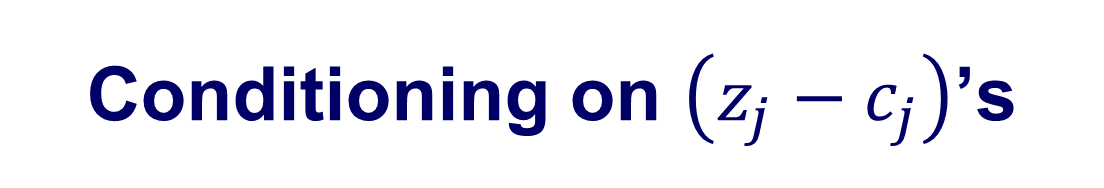 Conditioning on (z_j − c_j)’s